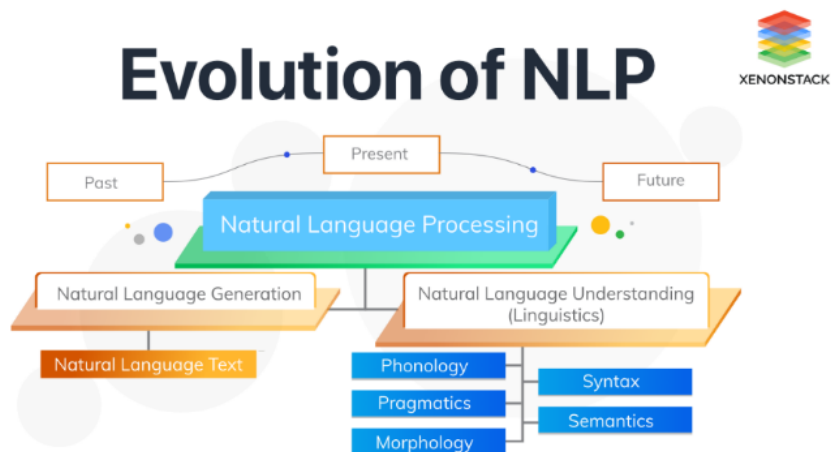 XENONSTACK
Evolution of NLP
Past
Present
Future
Natural Language Processing
Natural Language Generation
Natural Language Understanding
(Linguistics)
Natural Language Text
Phonology
Syntax
Pragmatics
Semantics
Morphology